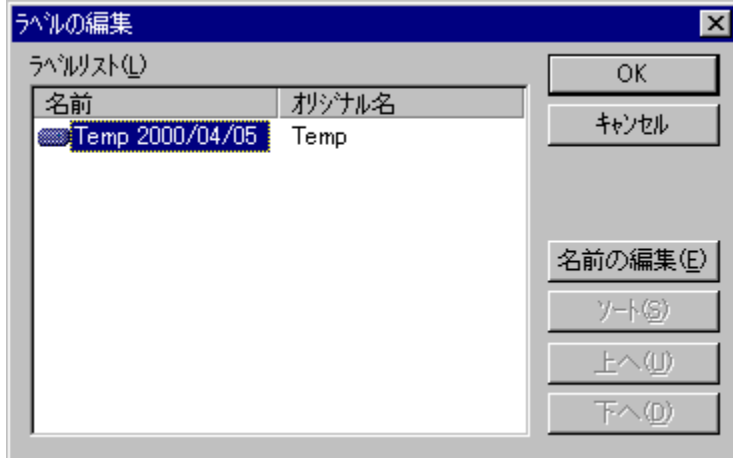 ラベルの編集
ラベルリスト(L)
名前 オリジナル名
Temp 2000/04/05 Temp
OK
キャンセル
名前の編集(E)
ソート(S)
上へ(U)
下へ(D)